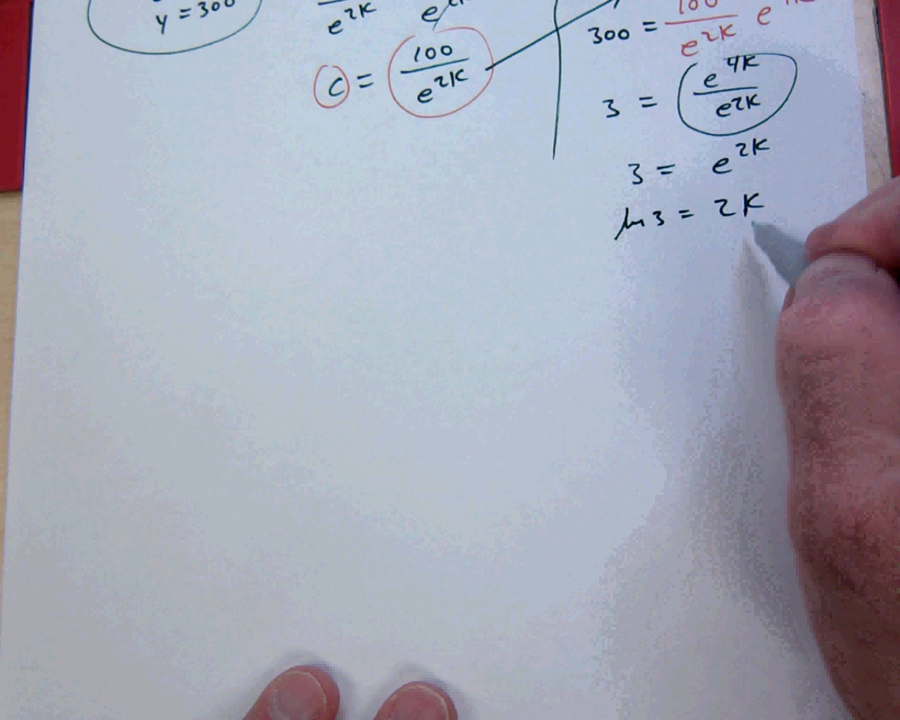 y = 300
e^2K
C = 100 / e^2K
300 = 100 / e^2K e
3 = e^4K / e^2K
3 = e^2K
ln 3 = 2K